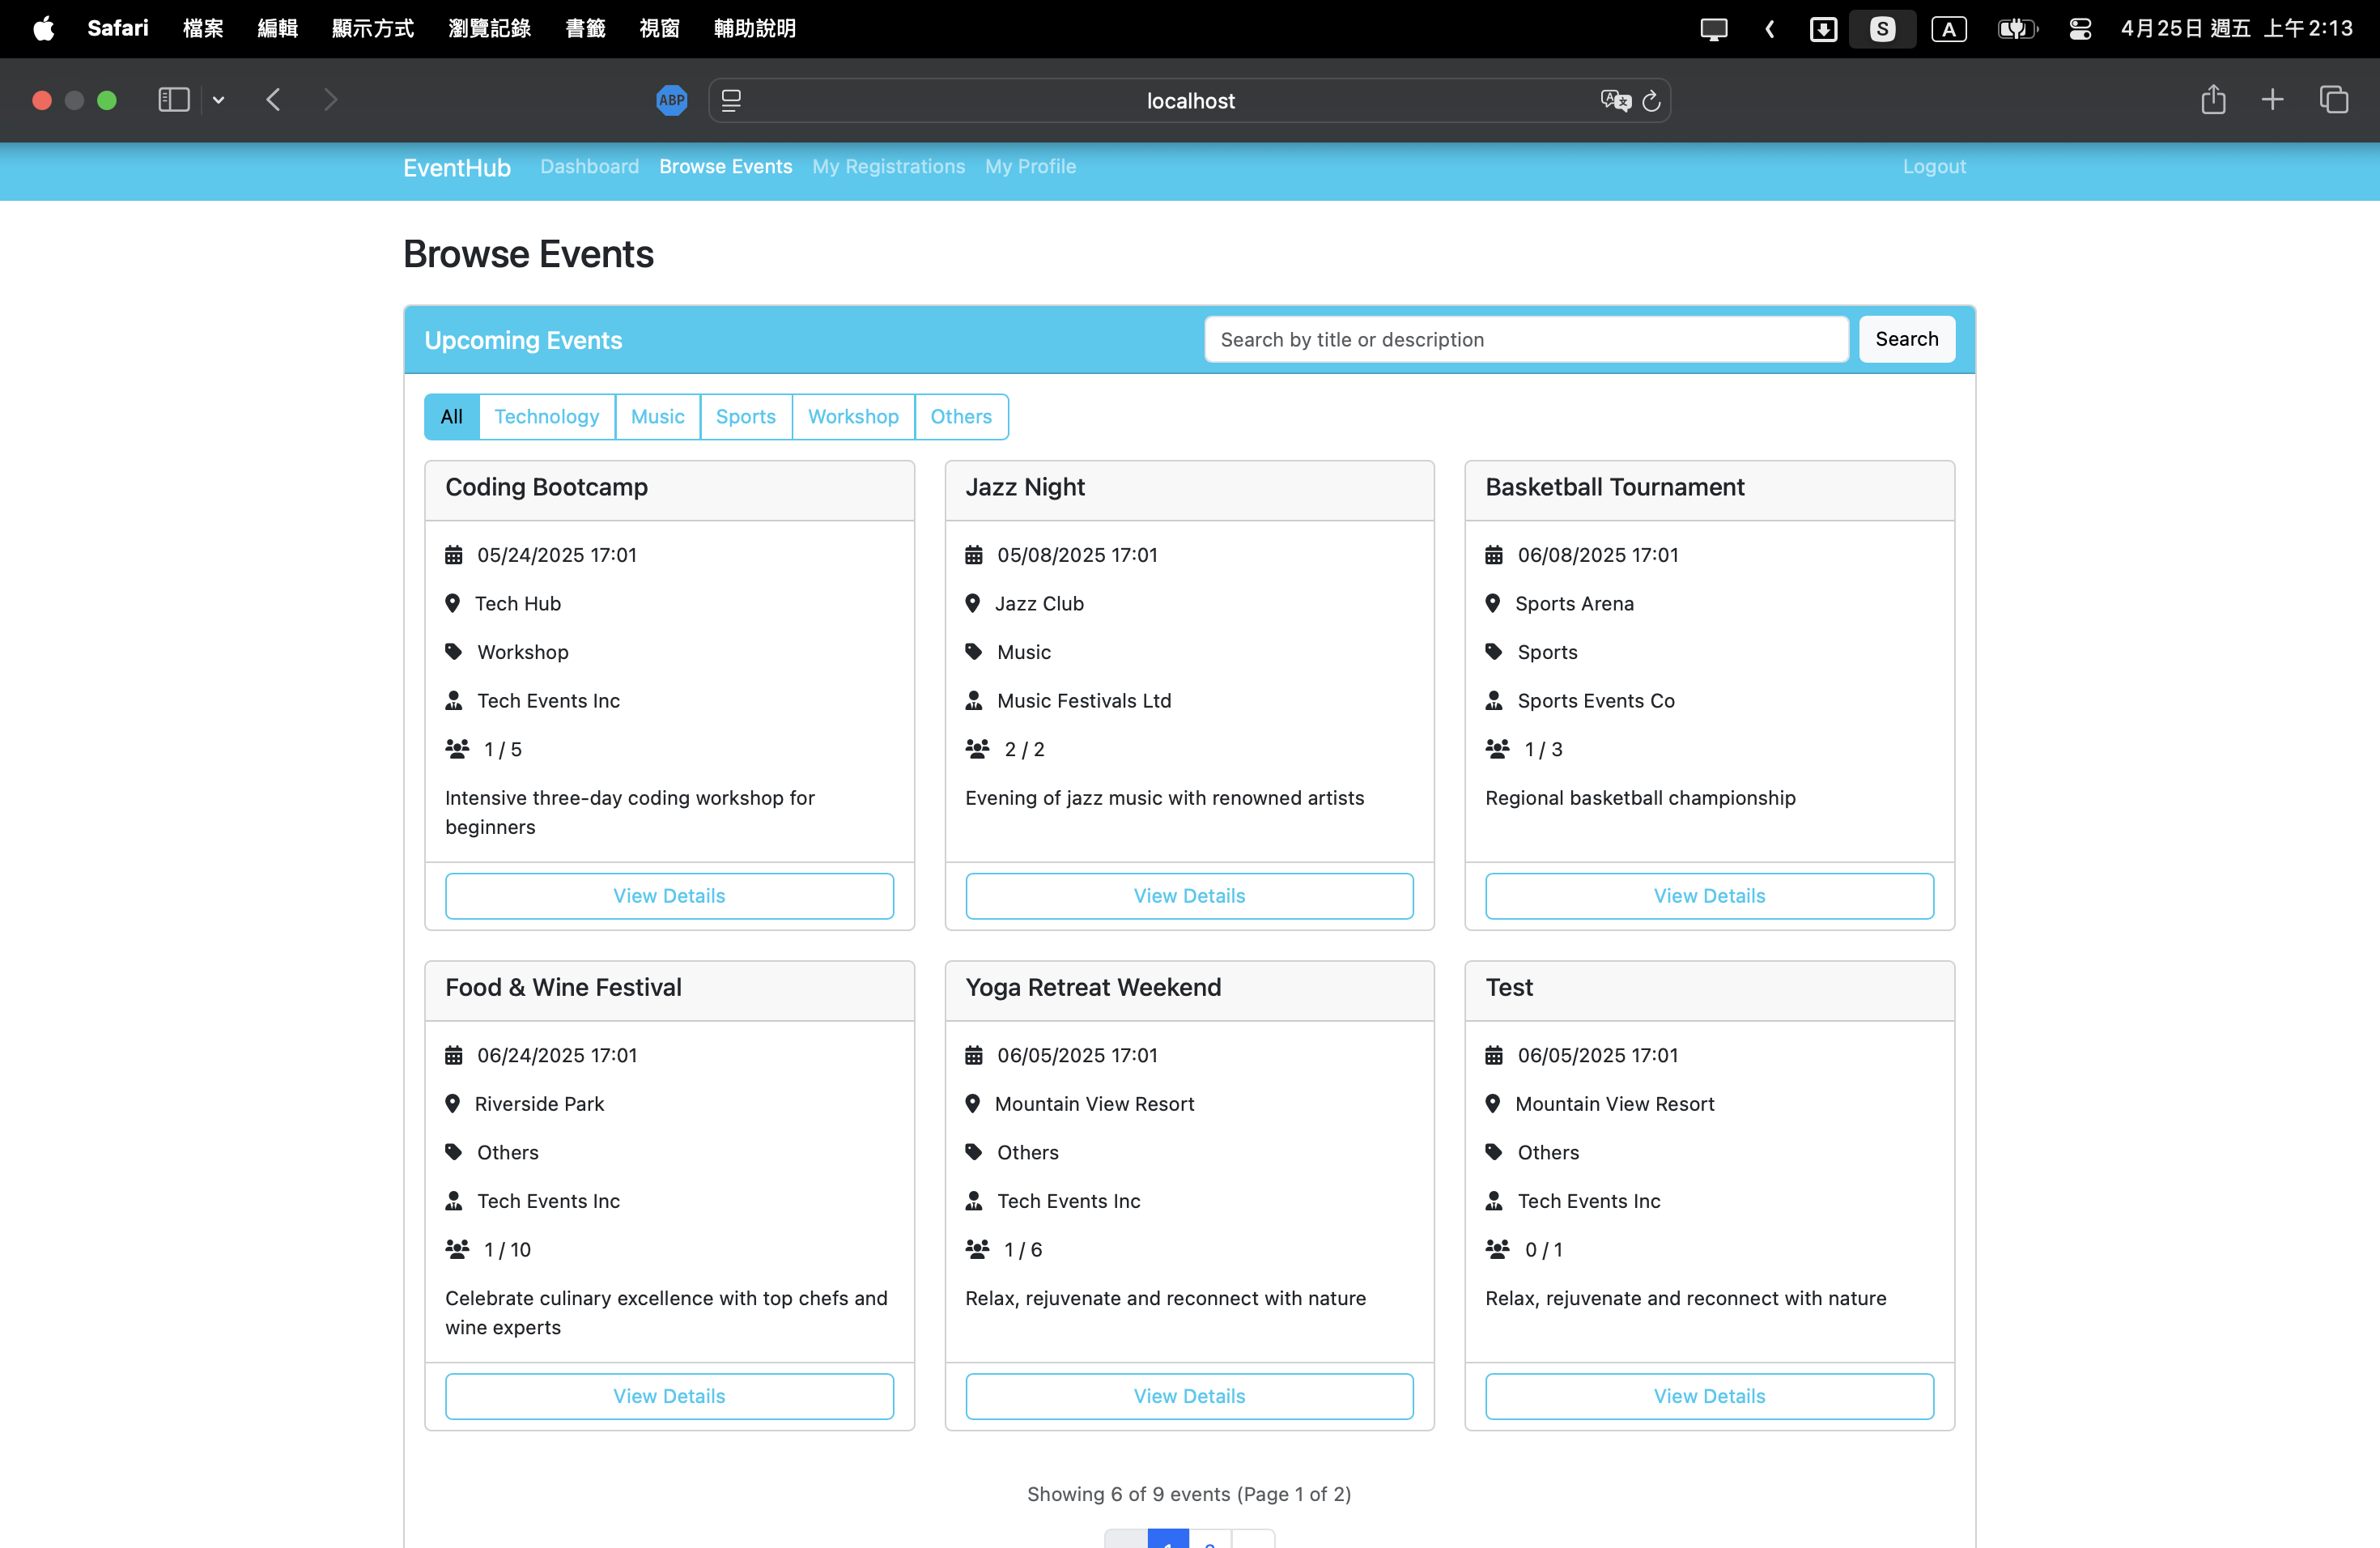 Safari 檔案 編輯 顯示方式 瀏覽記錄 書籤 視窗 輔助說明 S A 4月25日 週五 上午2:13
ABP localhost
EventHub Dashboard Browse Events My Registrations My Profile Logout
Browse Events
Upcoming Events Search by title or description Search
All Technology Music Sports Workshop Others
Coding Bootcamp
05/24/2025 17:01
Tech Hub
Workshop
Tech Events Inc
1 / 5
Intensive three-day coding workshop for
beginners
View Details
Jazz Night
05/08/2025 17:01
Jazz Club
Music
Music Festivals Ltd
2 / 2
Evening of jazz music with renowned artists
View Details
Basketball Tournament
06/08/2025 17:01
Sports Arena
Sports
Sports Events Co
1 / 3
Regional basketball championship
View Details
Food & Wine Festival
06/24/2025 17:01
Riverside Park
Others
Tech Events Inc
1 / 10
Celebrate culinary excellence with top chefs and
wine experts
View Details
Yoga Retreat Weekend
06/05/2025 17:01
Mountain View Resort
Others
Tech Events Inc
1 / 6
Relax, rejuvenate and reconnect with nature
View Details
Test
06/05/2025 17:01
Mountain View Resort
Others
Tech Events Inc
0 / 1
Relax, rejuvenate and reconnect with nature
View Details
Showing 6 of 9 events (Page 1 of 2)